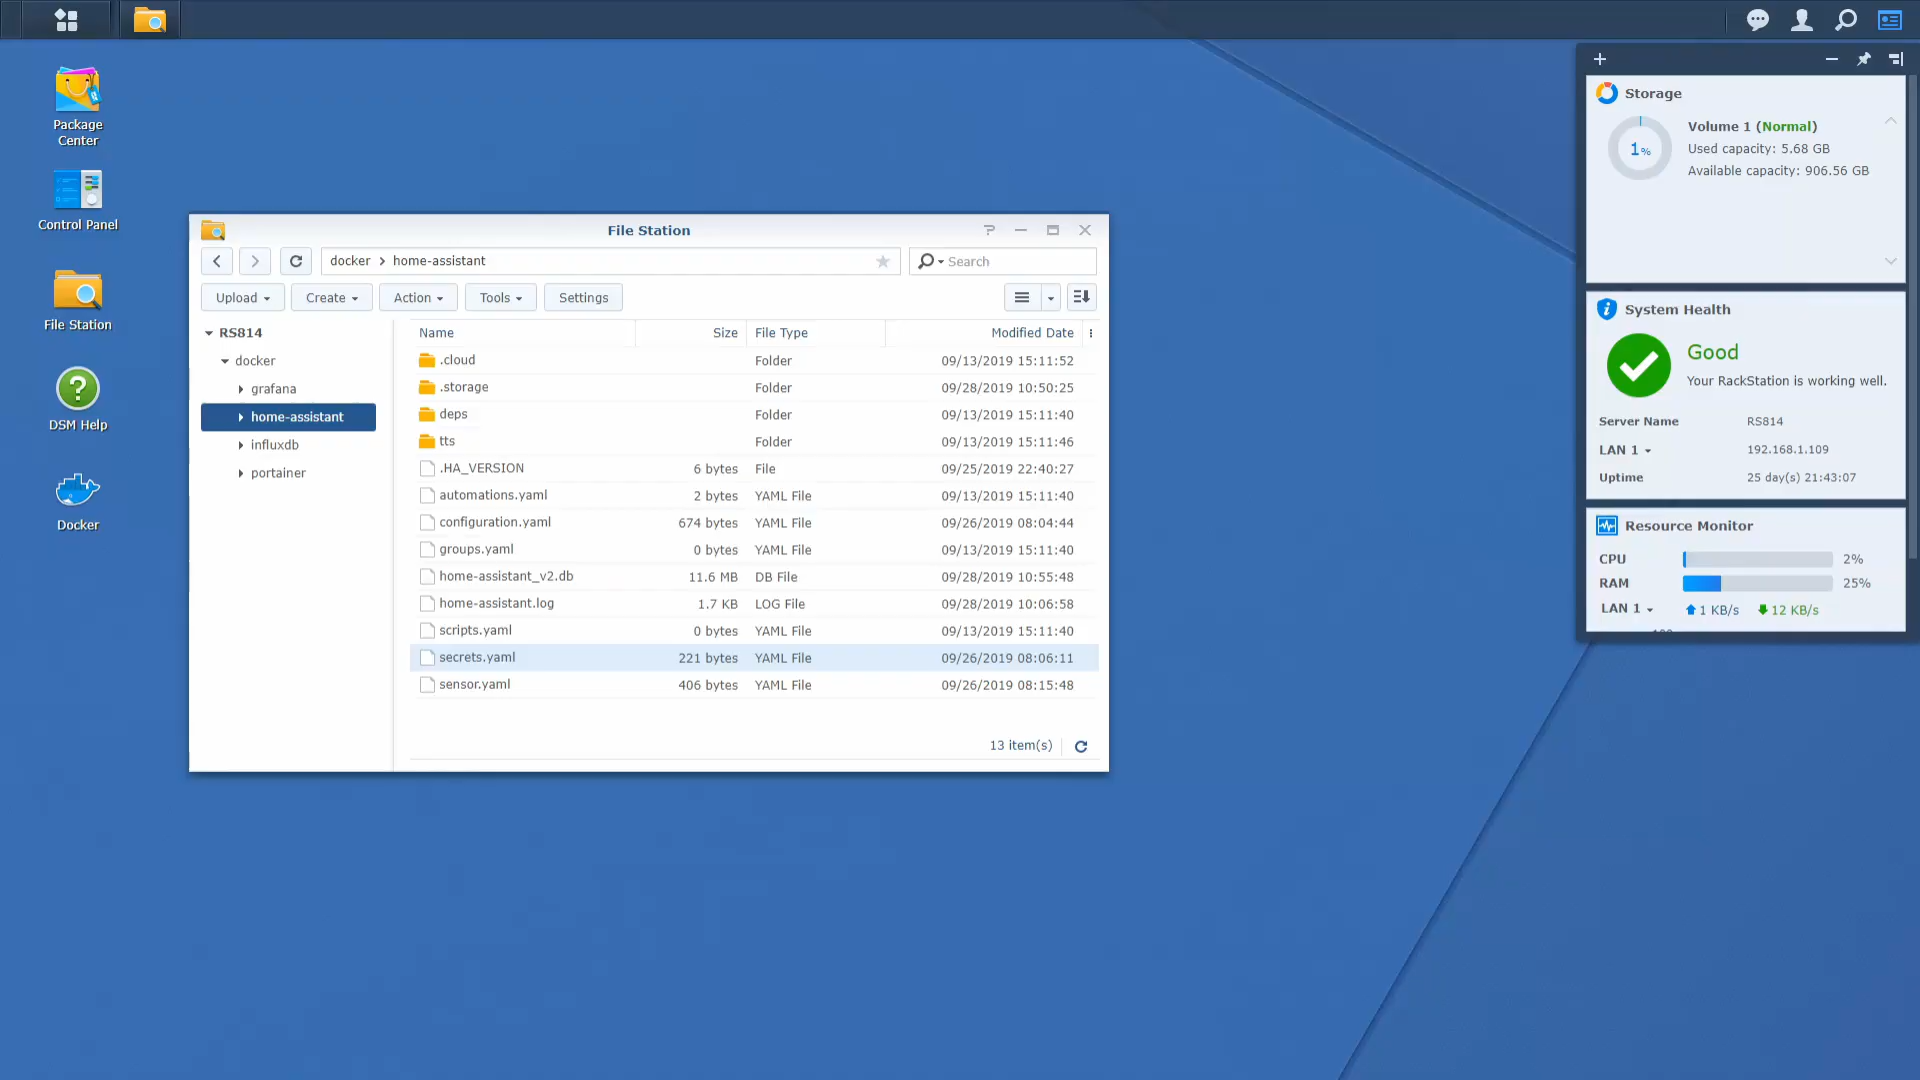 Package
Center
Control Panel
File Station
DSM Help
Docker
File Station
docker home-assistant
Search
Upload Create Action Tools Settings
RS814
docker
grafana
home-assistant
influxdb
portainer
Name Size File Type Modified Date
.cloud Folder 09/13/2019 15:11:52
.storage Folder 09/28/2019 10:50:25
deps Folder 09/13/2019 15:11:40
tts Folder 09/13/2019 15:11:46
.HA_VERSION 6 bytes File 09/25/2019 22:40:27
automations.yaml 2 bytes YAML File 09/13/2019 15:11:40
configuration.yaml 674 bytes YAML File 09/26/2019 08:04:44
groups.yaml 0 bytes YAML File 09/13/2019 15:11:40
home-assistant_v2.db 11.6 MB DB File 09/28/2019 10:55:48
home-assistant.log 1.7 KB LOG File 09/28/2019 10:06:58
scripts.yaml 0 bytes YAML File 09/13/2019 15:11:40
secrets.yaml 221 bytes YAML File 09/26/2019 08:06:11
sensor.yaml 406 bytes YAML File 09/26/2019 08:15:48
13 item(s)
Storage
1%
Volume 1 (Normal)
Used capacity: 5.68 GB
Available capacity: 906.56 GB
System Health
Good
Your RackStation is working well.
Server Name RS814
LAN 1 192.168.1.109
Uptime 25 day(s) 21:43:07
Resource Monitor
CPU 2%
RAM 25%
LAN 1 1 KB/s 12 KB/s